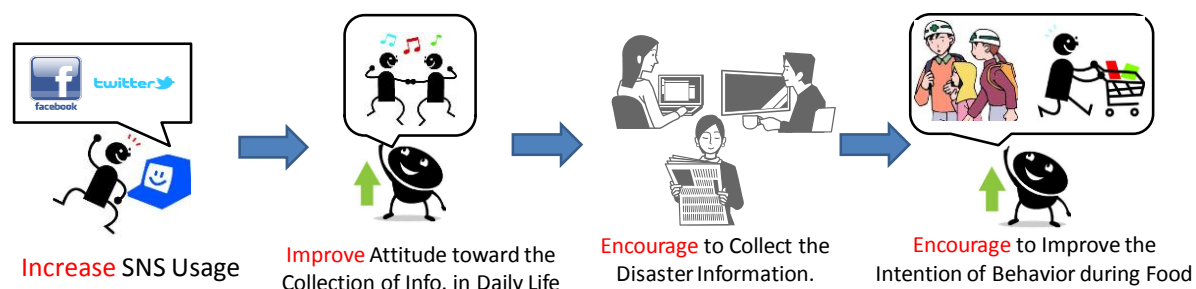 facebook
twitter
Increase SNS Usage
Improve Attitude toward the
Collection of Info. in Daily Life
Encourage to Collect the
Disaster Information.
Encourage to Improve the
Intention of Behavior during Food